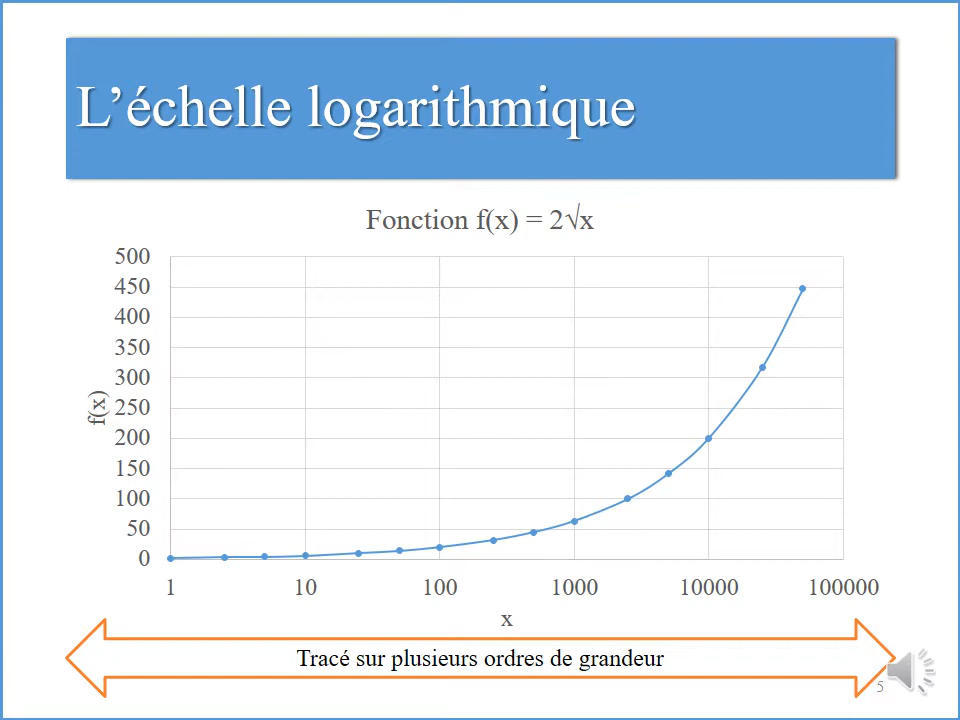 L’échelle logarithmique
Fonction f(x) = 2√x
500
450
400
350
300
250
200
150
100
50
0
f(x)
1 10 100 1000 10000 100000
x
Tracé sur plusieurs ordres de grandeur
5